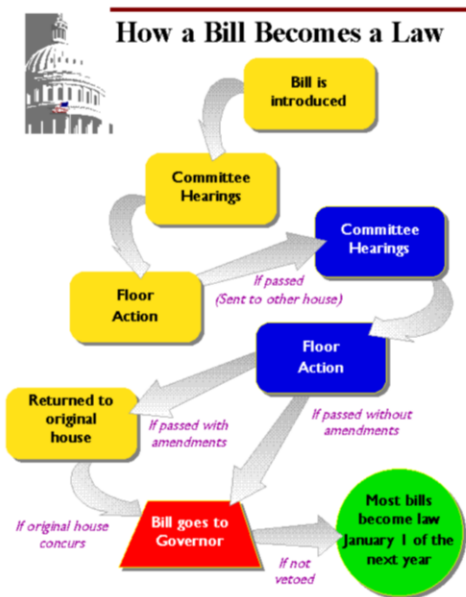 How a Bill Becomes a Law
Bill is
introduced
Committee
Hearings
Committee
Hearings
If passed
(Sent to other house)
Floor
Action
Floor
Action
Returned to
original
house
If passed with
amendments
If passed without
amendments
If original house
concurs
Bill goes to
Governor
If not
vetoed
Most bills
become law
January 1 of the
next year